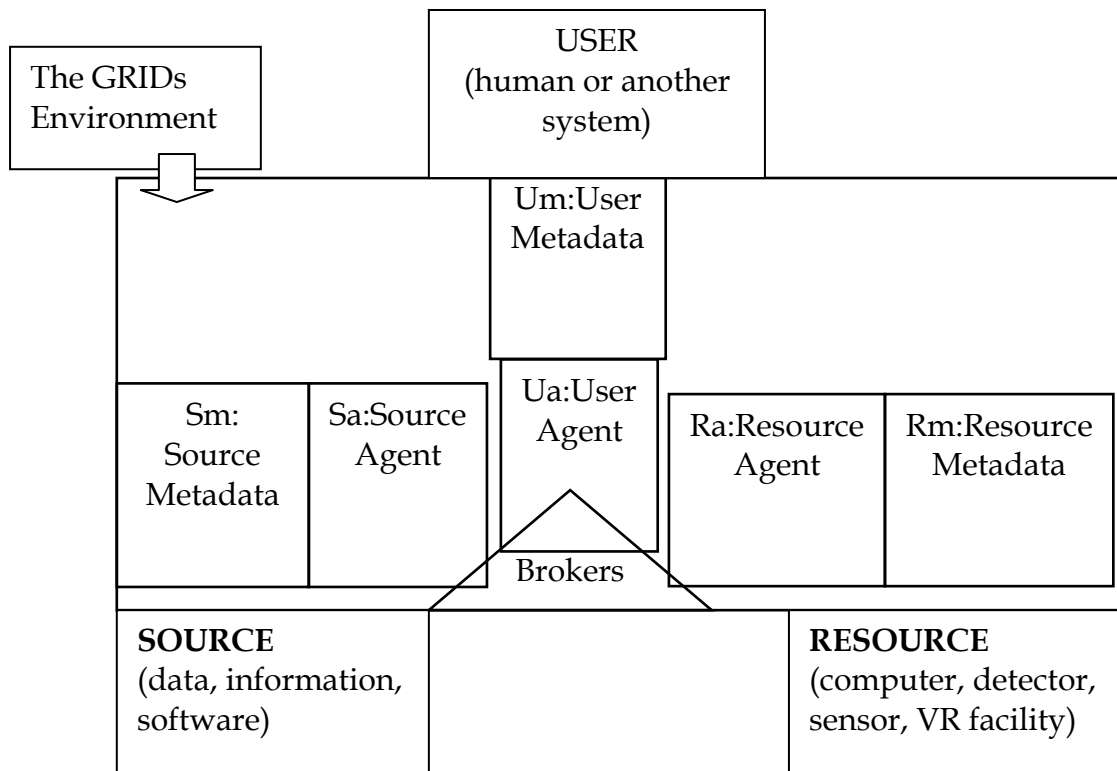 The GRIDs
Environment
USER
(human or another
system)
Um:User
Metadata
Sm:
Source
Metadata
Sa:Source
Agent
Ua:User
Agent
Ra:Resource
Agent
Rm:Resource
Metadata
Brokers
SOURCE
(data, information,
software)
RESOURCE
(computer, detector,
sensor, VR facility)